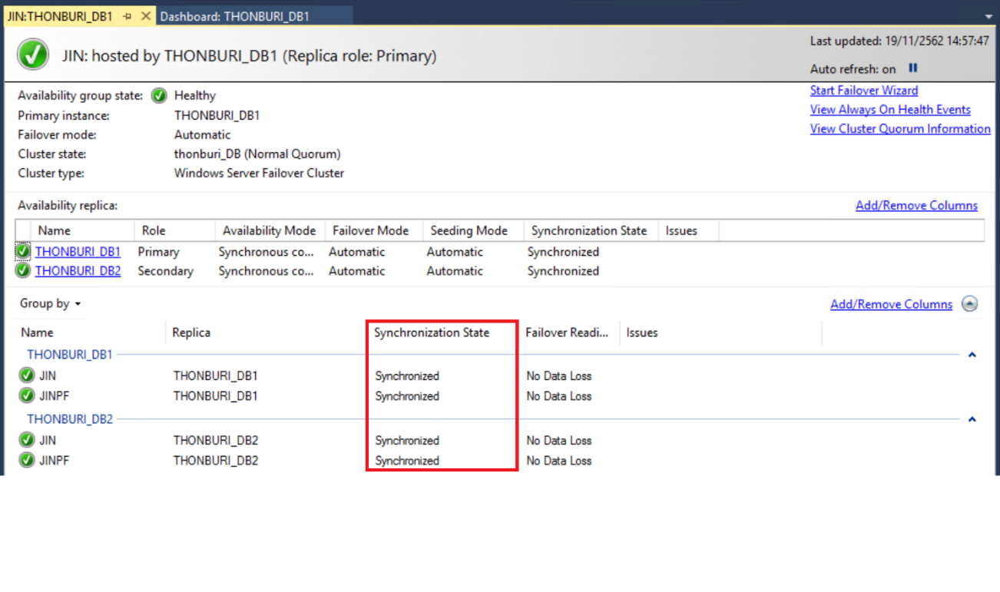 JIN:THONBURI_DB1 Dashboard: THONBURI_DB1
JIN: hosted by THONBURI_DB1 (Replica role: Primary)
Last updated: 19/11/2562 14:57:47
Auto refresh: on
Start Failover Wizard
View Always On Health Events
View Cluster Quorum Information
Availability group state: Healthy
Primary instance: THONBURI_DB1
Failover mode: Automatic
Cluster state: thonburi_DB (Normal Quorum)
Cluster type: Windows Server Failover Cluster
Availability replica: Add/Remove Columns
Name Role Availability Mode Failover Mode Seeding Mode Synchronization State Issues
THONBURI_DB1 Primary Synchronous co... Automatic Automatic Synchronized
THONBURI_DB2 Secondary Synchronous co... Automatic Automatic Synchronized
Group by Add/Remove Columns
Name Replica Synchronization State Failover Readi... Issues
THONBURI_DB1
JIN THONBURI_DB1 Synchronized No Data Loss
JINPF THONBURI_DB1 Synchronized No Data Loss
THONBURI_DB2
JIN THONBURI_DB2 Synchronized No Data Loss
JINPF THONBURI_DB2 Synchronized No Data Loss